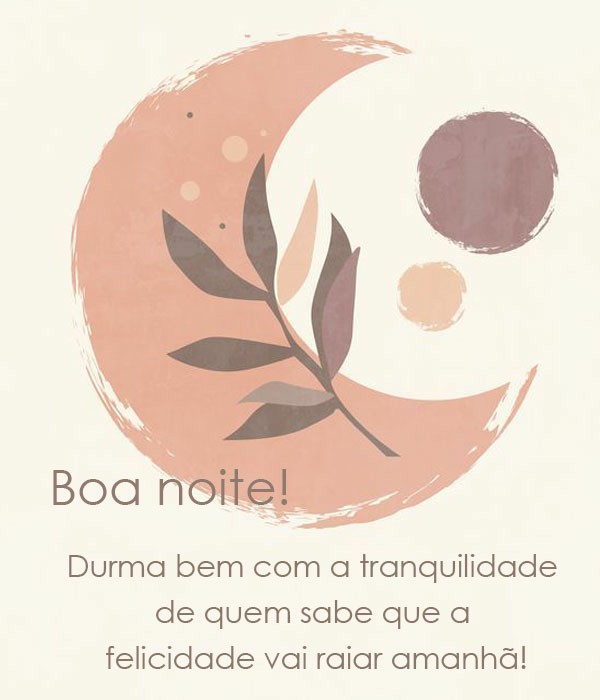 Boa noite!
Durma bem com a tranquilidade
de quem sabe que a
felicidade vai raiar amanhã!